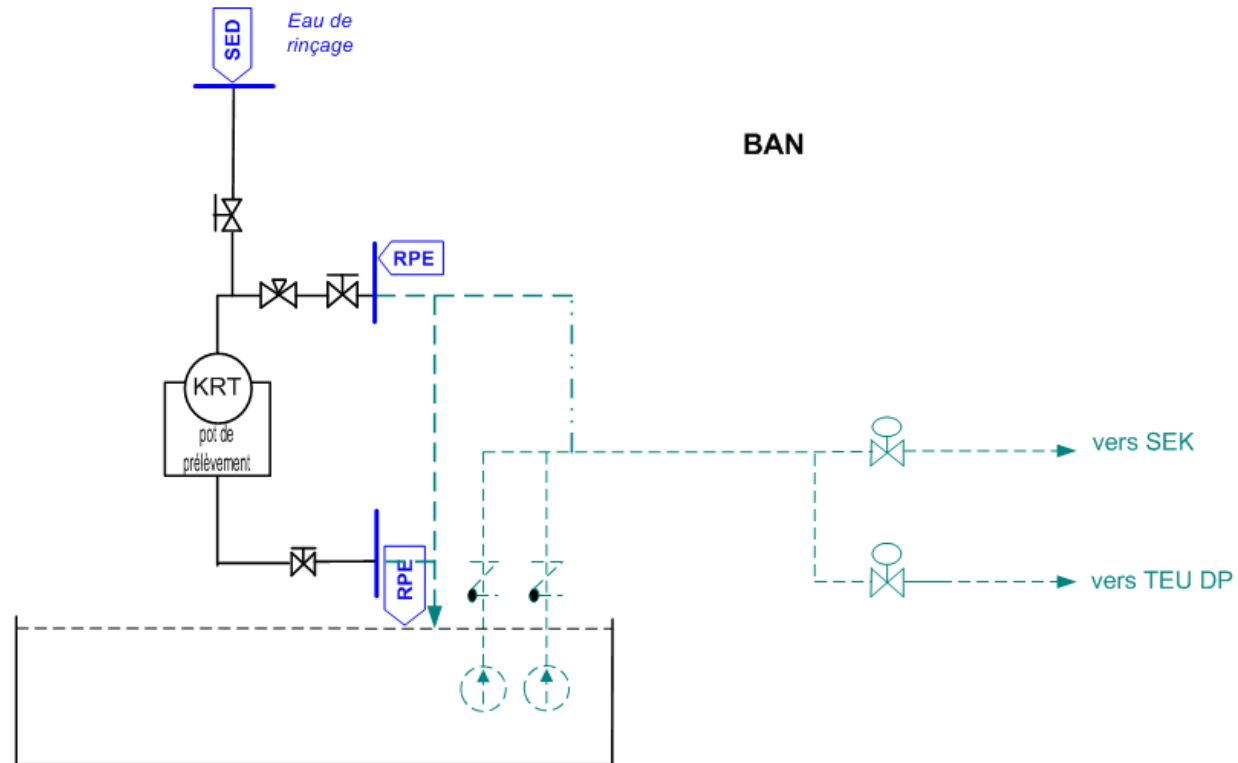 SED
Eau de
rinçage
BAN
RPE
KRT
pot de
prélèvement
vers SEK
RPE
vers TEU DP